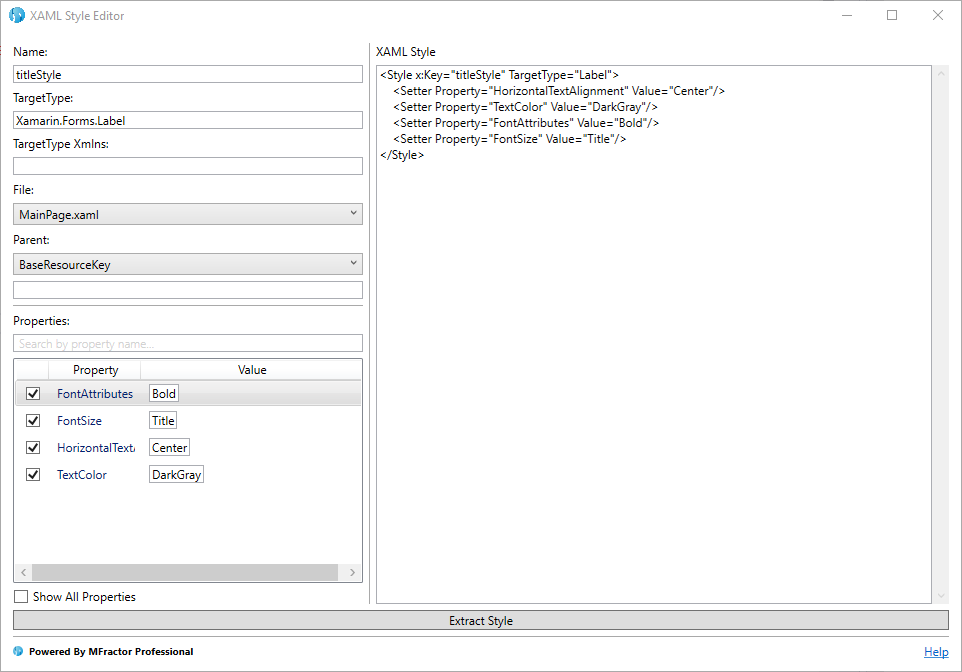 XAML Style Editor
Name:
titleStyle
TargetType:
Xamarin.Forms.Label
TargetType Xmlns:
File:
MainPage.xaml
Parent:
BaseResourceKey
Properties:
Search by property name...
Property Value
FontAttributes Bold
FontSize Title
HorizontalText Center
TextColor DarkGray
Show All Properties
XAML Style
<Style x:Key="titleStyle" TargetType="Label">
    <Setter Property="HorizontalTextAlignment" Value="Center"/>
    <Setter Property="TextColor" Value="DarkGray"/>
    <Setter Property="FontAttributes" Value="Bold"/>
    <Setter Property="FontSize" Value="Title"/>
</Style>
Extract Style
Powered By MFractor Professional
Help